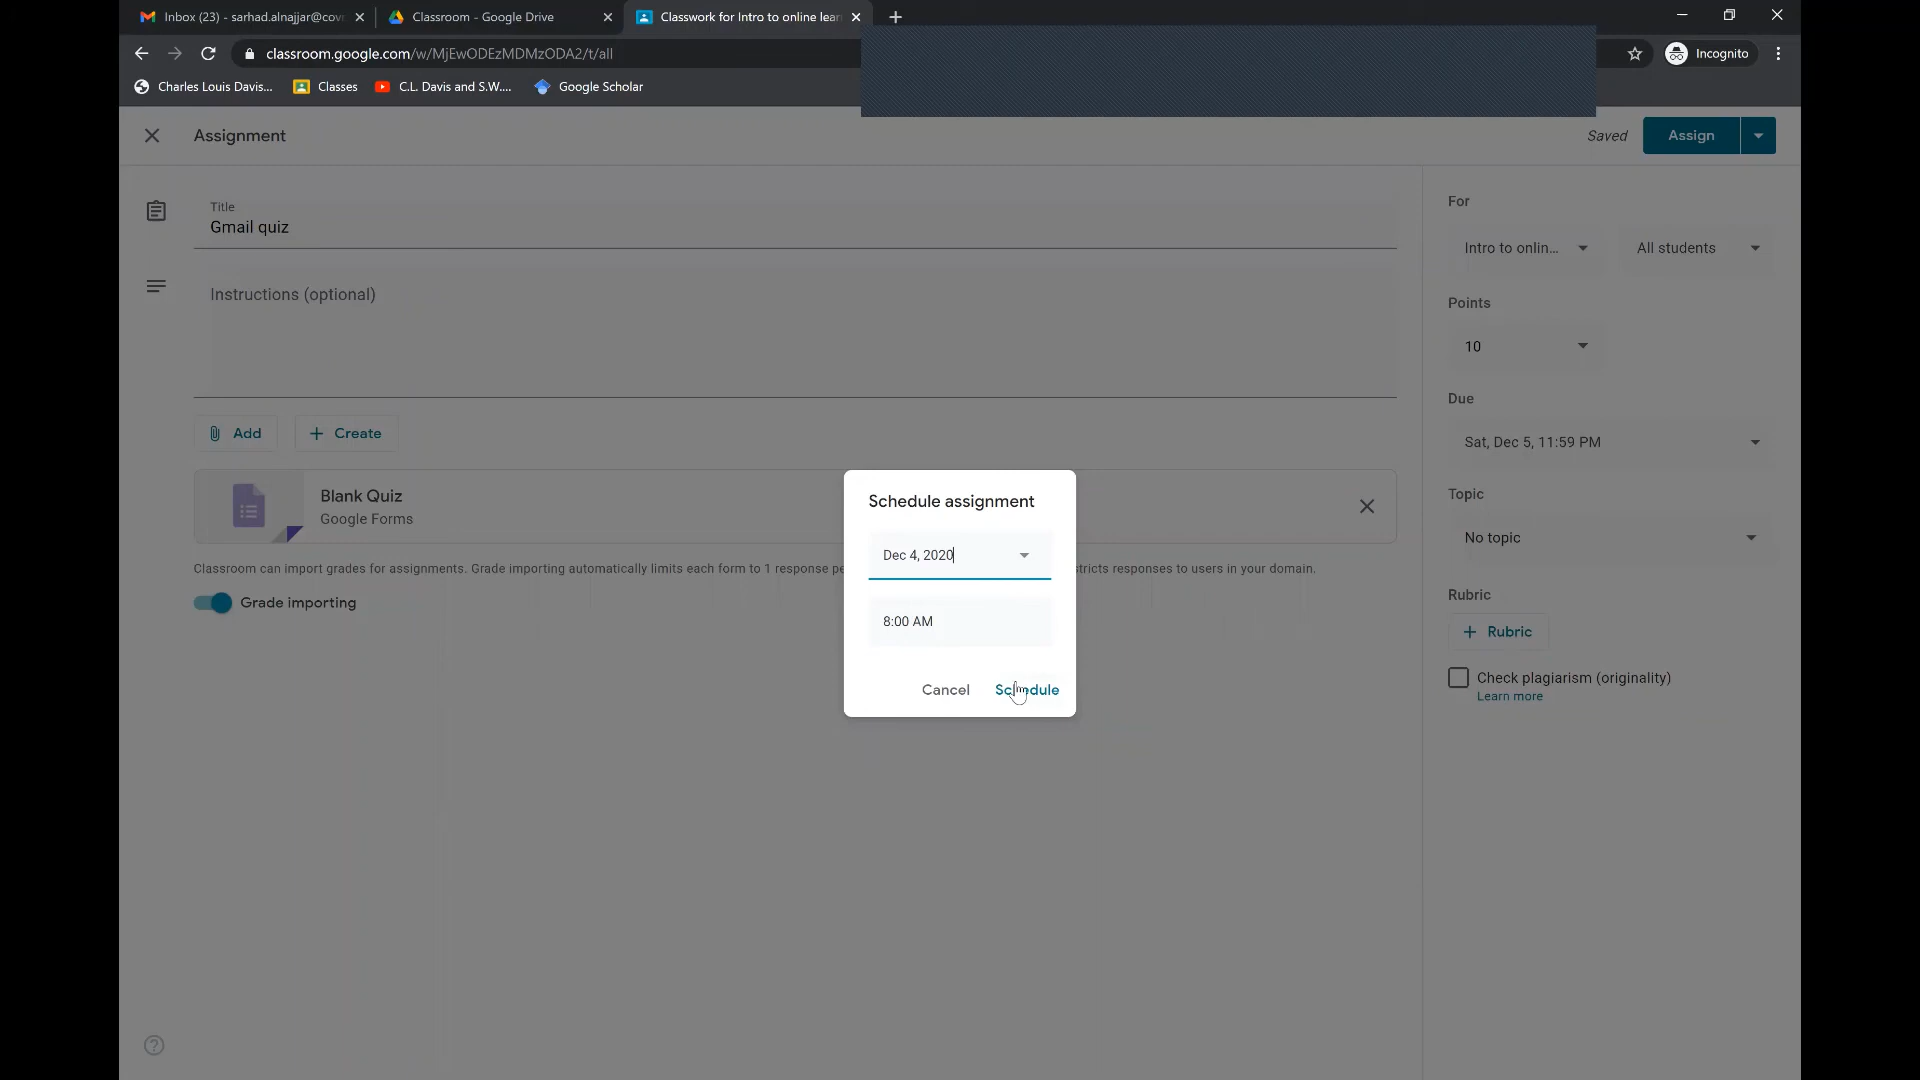 Inbox (23) - sarhad.alnajjar@cov
Classroom - Google Drive
Classwork for Intro to online lear
classroom.google.com/w/MjEwODEzMDMzODA2/t/all
Incognito
Charles Louis Davis...
Classes
C.L. Davis and S.W....
Google Scholar
Assignment
Saved
Assign
Title
Gmail quiz
Instructions (optional)
Add
Create
Blank Quiz
Google Forms
Classroom can import grades for assignments. Grade importing automatically limits each form to 1 response pe
stricts responses to users in your domain.
Grade importing
Schedule assignment
Dec 4, 2020
8:00 AM
Cancel
Schedule
For
Intro to onlin...
All students
Points
10
Due
Sat, Dec 5, 11:59 PM
Topic
No topic
Rubric
Rubric
Check plagiarism (originality)
Learn more